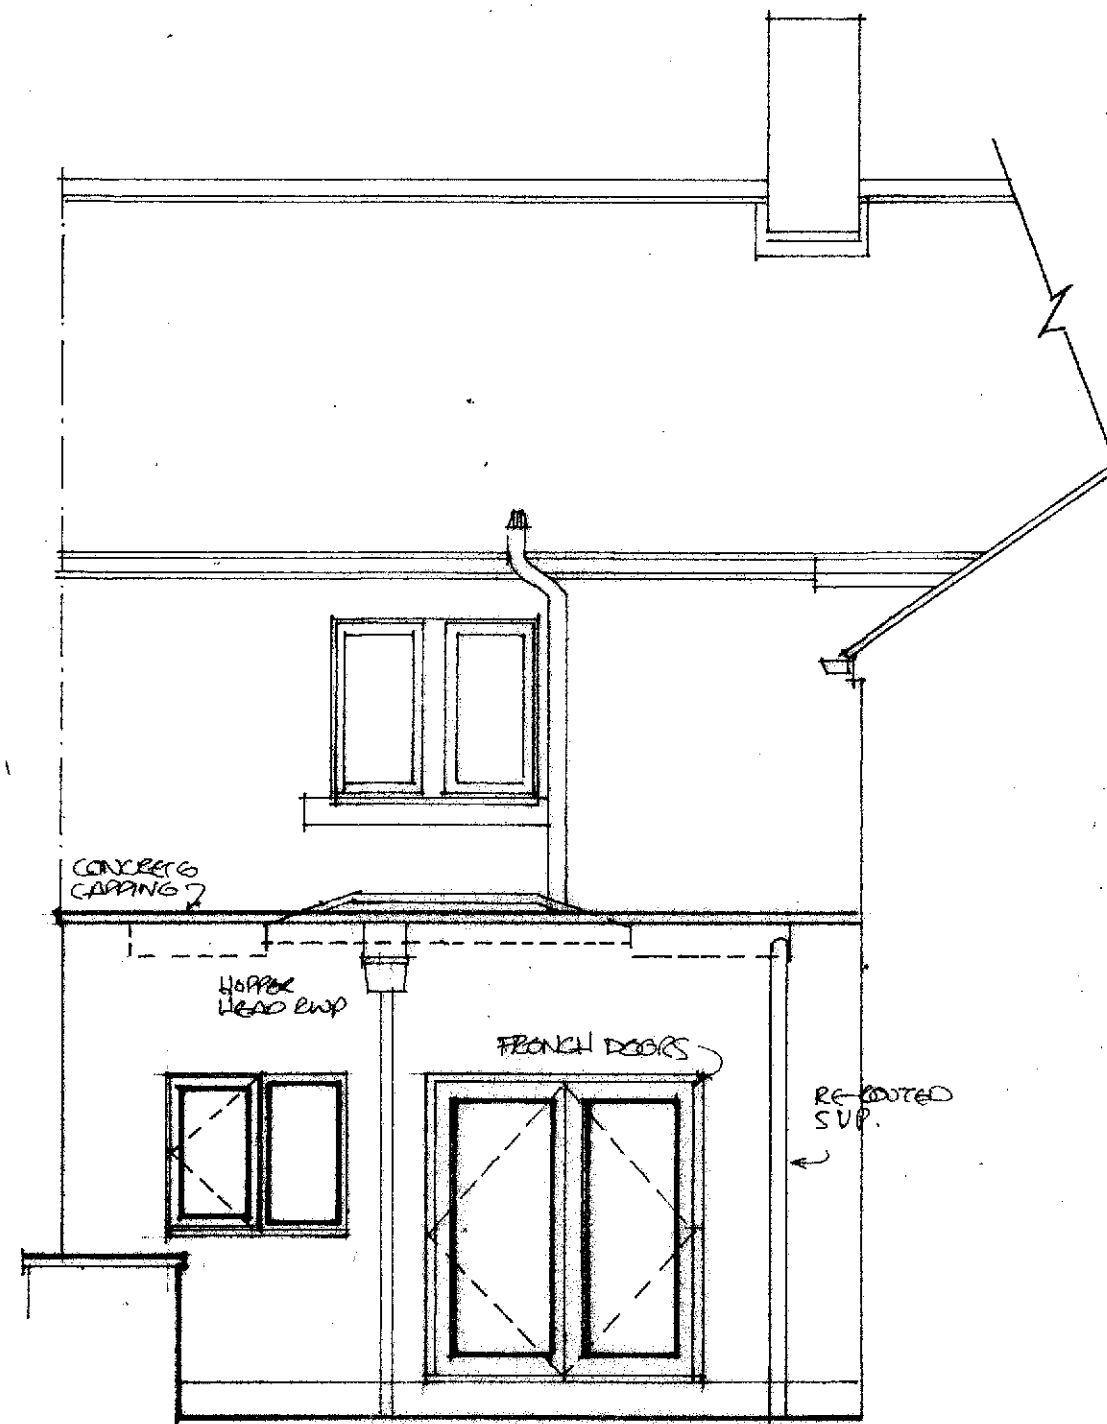 CONCRETE
CAPPING
HOPPER
HEAD RWP
FRENCH DOORS
RE-ROUTED
SVP.